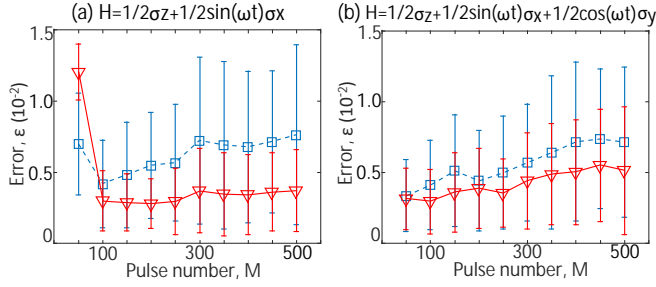 (a) H=1/2σz+1/2sin(ωt)σx
(b) H=1/2σz+1/2sin(ωt)σx+1/2cos(ωt)σy
1.5
1.0
0.5
0
Error, ε (10⁻²)
100
300
500
Pulse number, M
1.5
1.0
0.5
0
Error, ε (10⁻²)
100
300
500
Pulse number, M